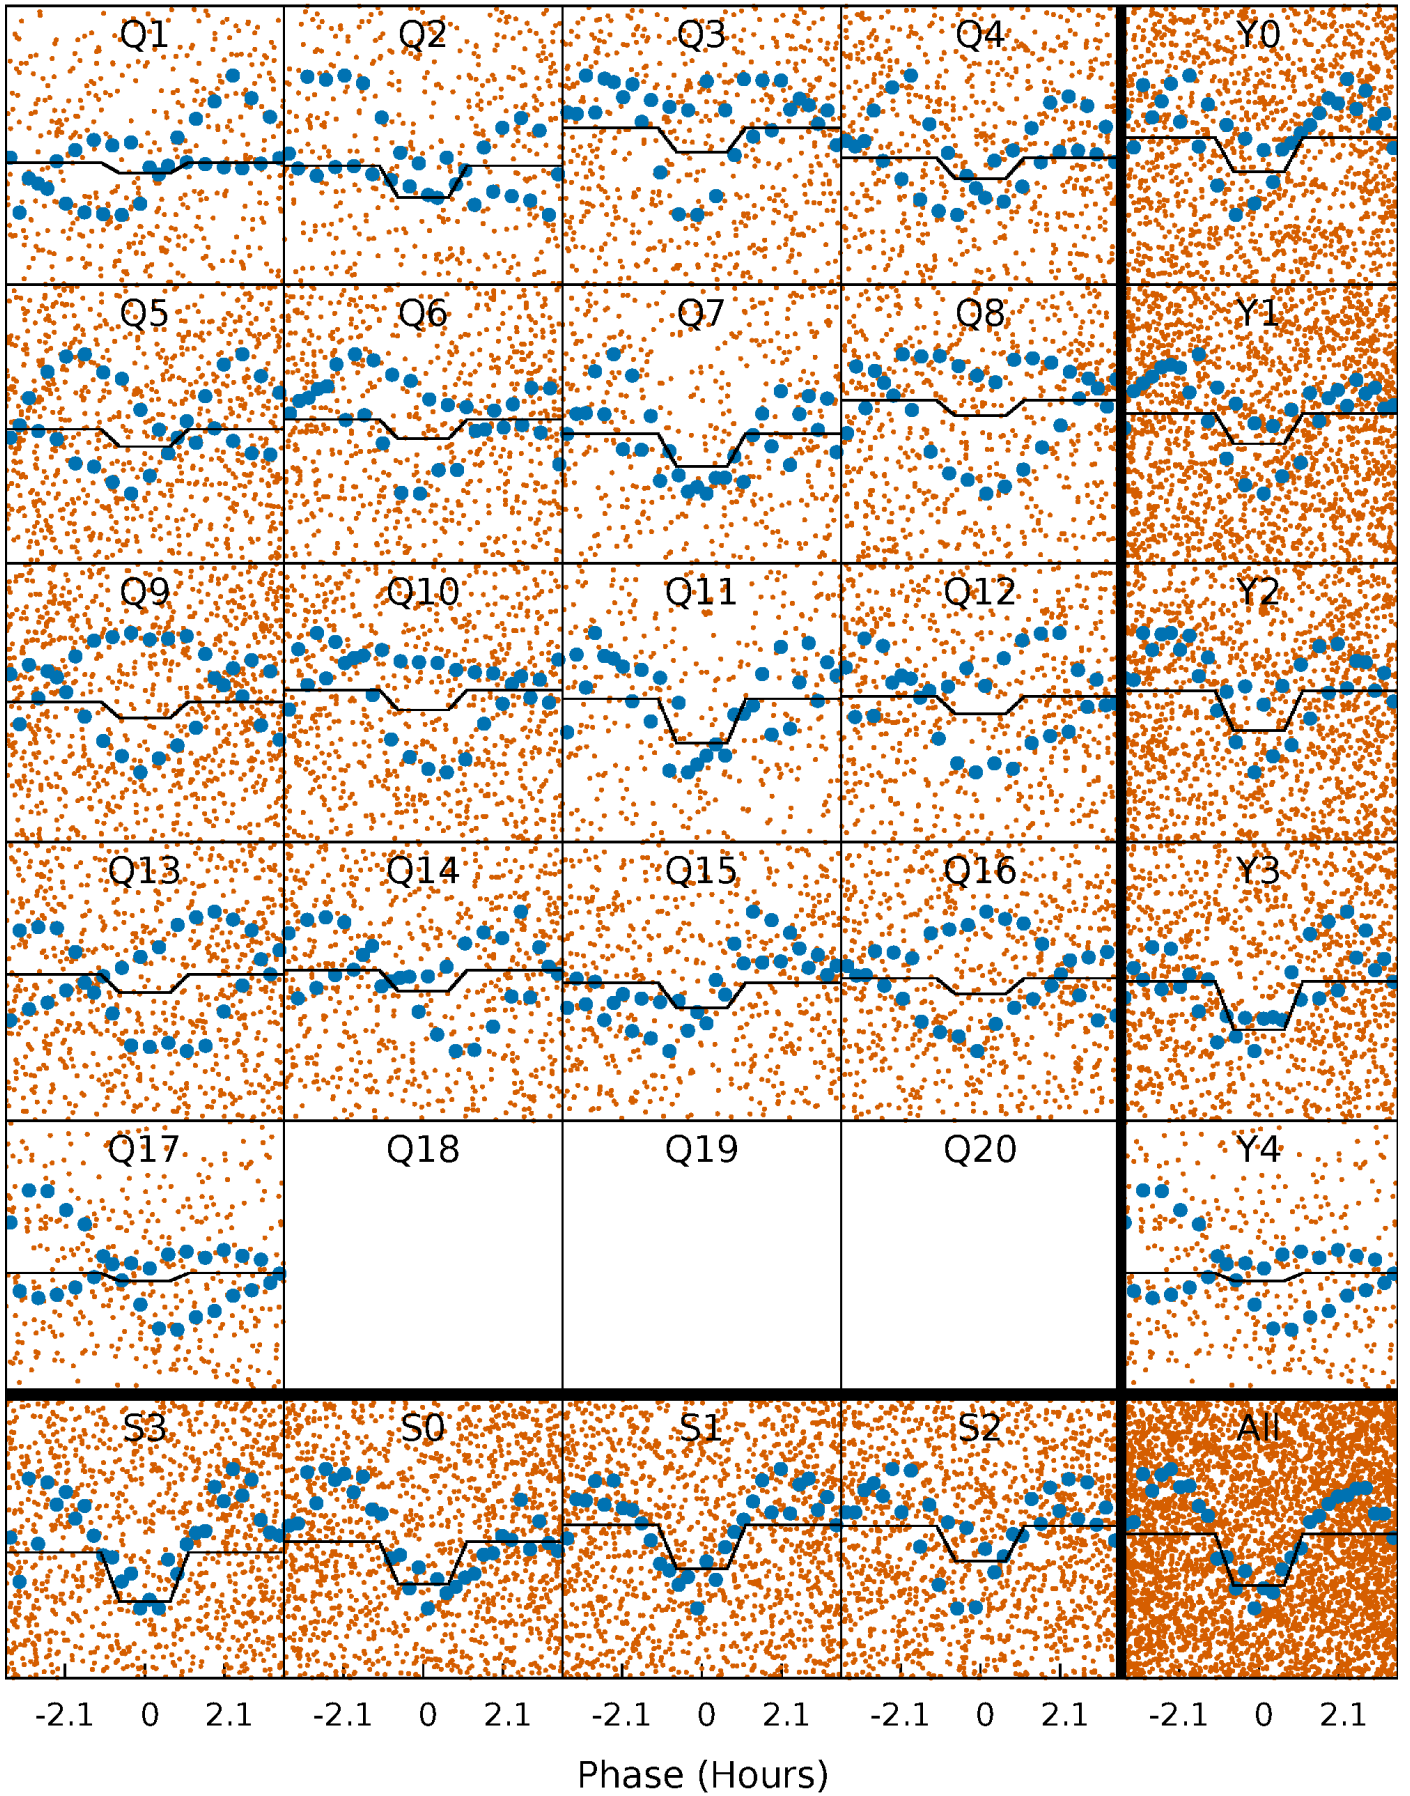 Q1 Q2 Q3 Q4 Y0
Q5 Q6 Q7 Q8 Y1
Q9 Q10 Q11 Q12 Y2
Q13 Q14 Q15 Q16 Y3
Q17 Q18 Q19 Q20 Y4
S3 S0 S1 S2 All
-2.1 0 2.1 -2.1 0 2.1 -2.1 0 2.1 -2.1 0 2.1 -2.1 0 2.1
Phase (Hours)